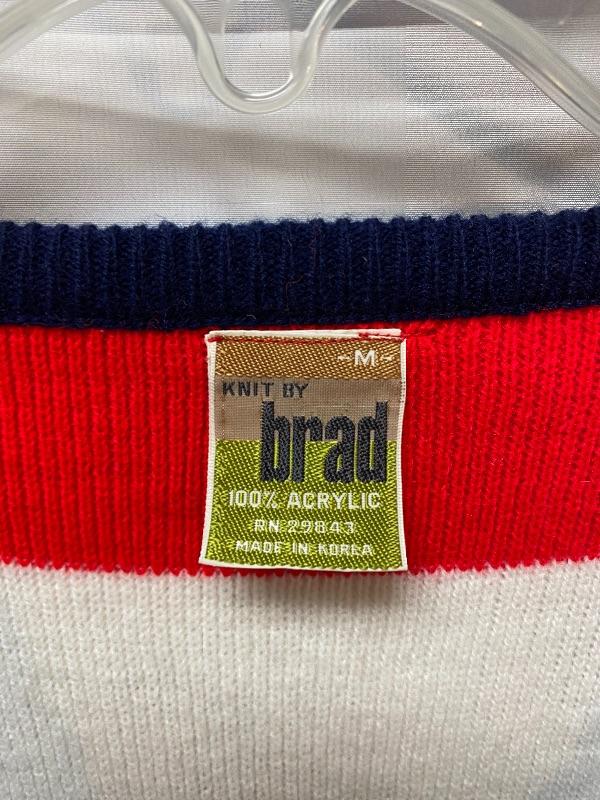 -M-
KNIT BY
brad
100% ACRYLIC
RN 29843
MADE IN KOREA